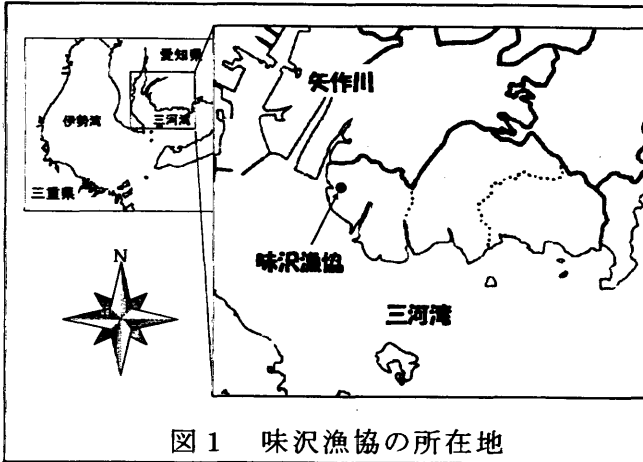 愛知県
伊勢湾
三河湾
三重県
N
矢作川
味沢漁協
三河湾
図1 味沢漁協の所在地